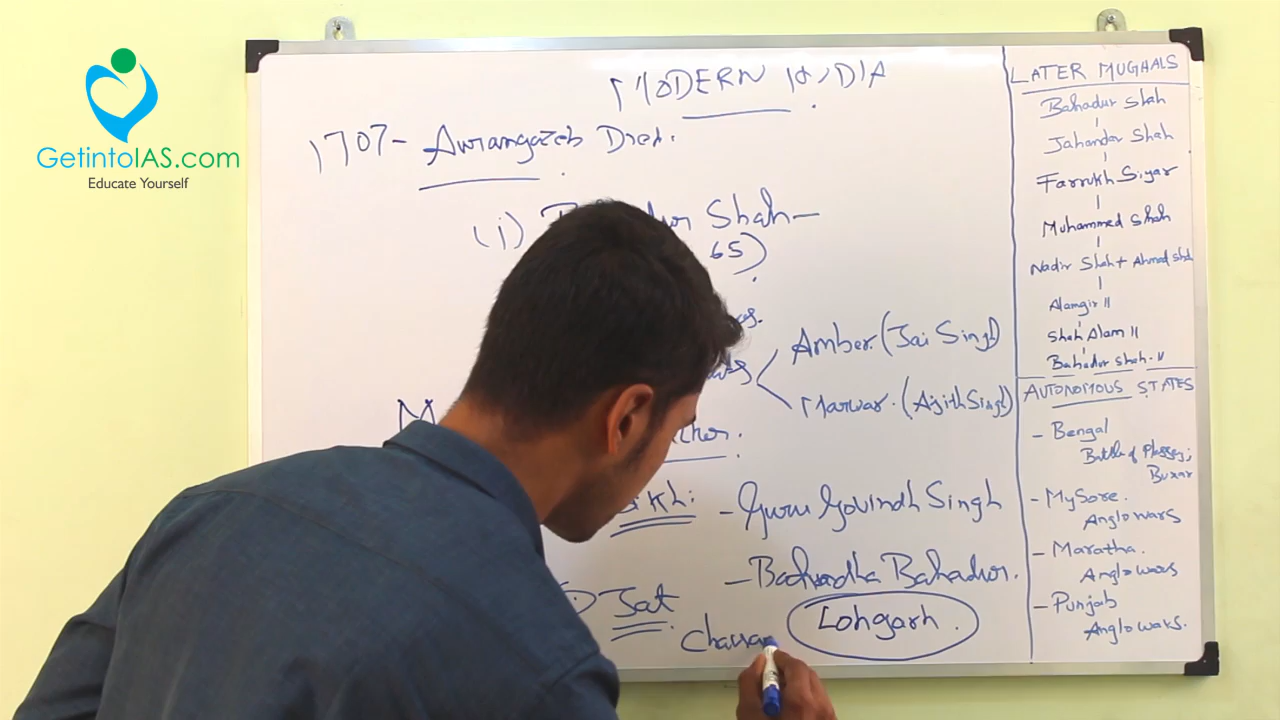 GetintoIAS.com
Educate Yourself
MODERN INDIA
1707- Aurangazeb Died.
(i) Shah-
65)
Amber. (Jai Singh)
Marwar. (Ajith Singh)
Sikh: - Guru Govindh Singh
- Bahadur.
Jat
Lohgarh.
LATER MUGHALS
Bahadur Shah
Jahandar Shah
Farrukh Siyar
Muhammed Shah
Nadir Shah + Ahmad Shah
Alamgir II
Shah Alam II
Bahadur Shah-II
AUTONOMOUS STATES
- Bengal
Battle of Plassey;
Buxar
- Mysore.
Anglo wars
- Maratha.
Anglo wars
- Punjab
Anglo wars.